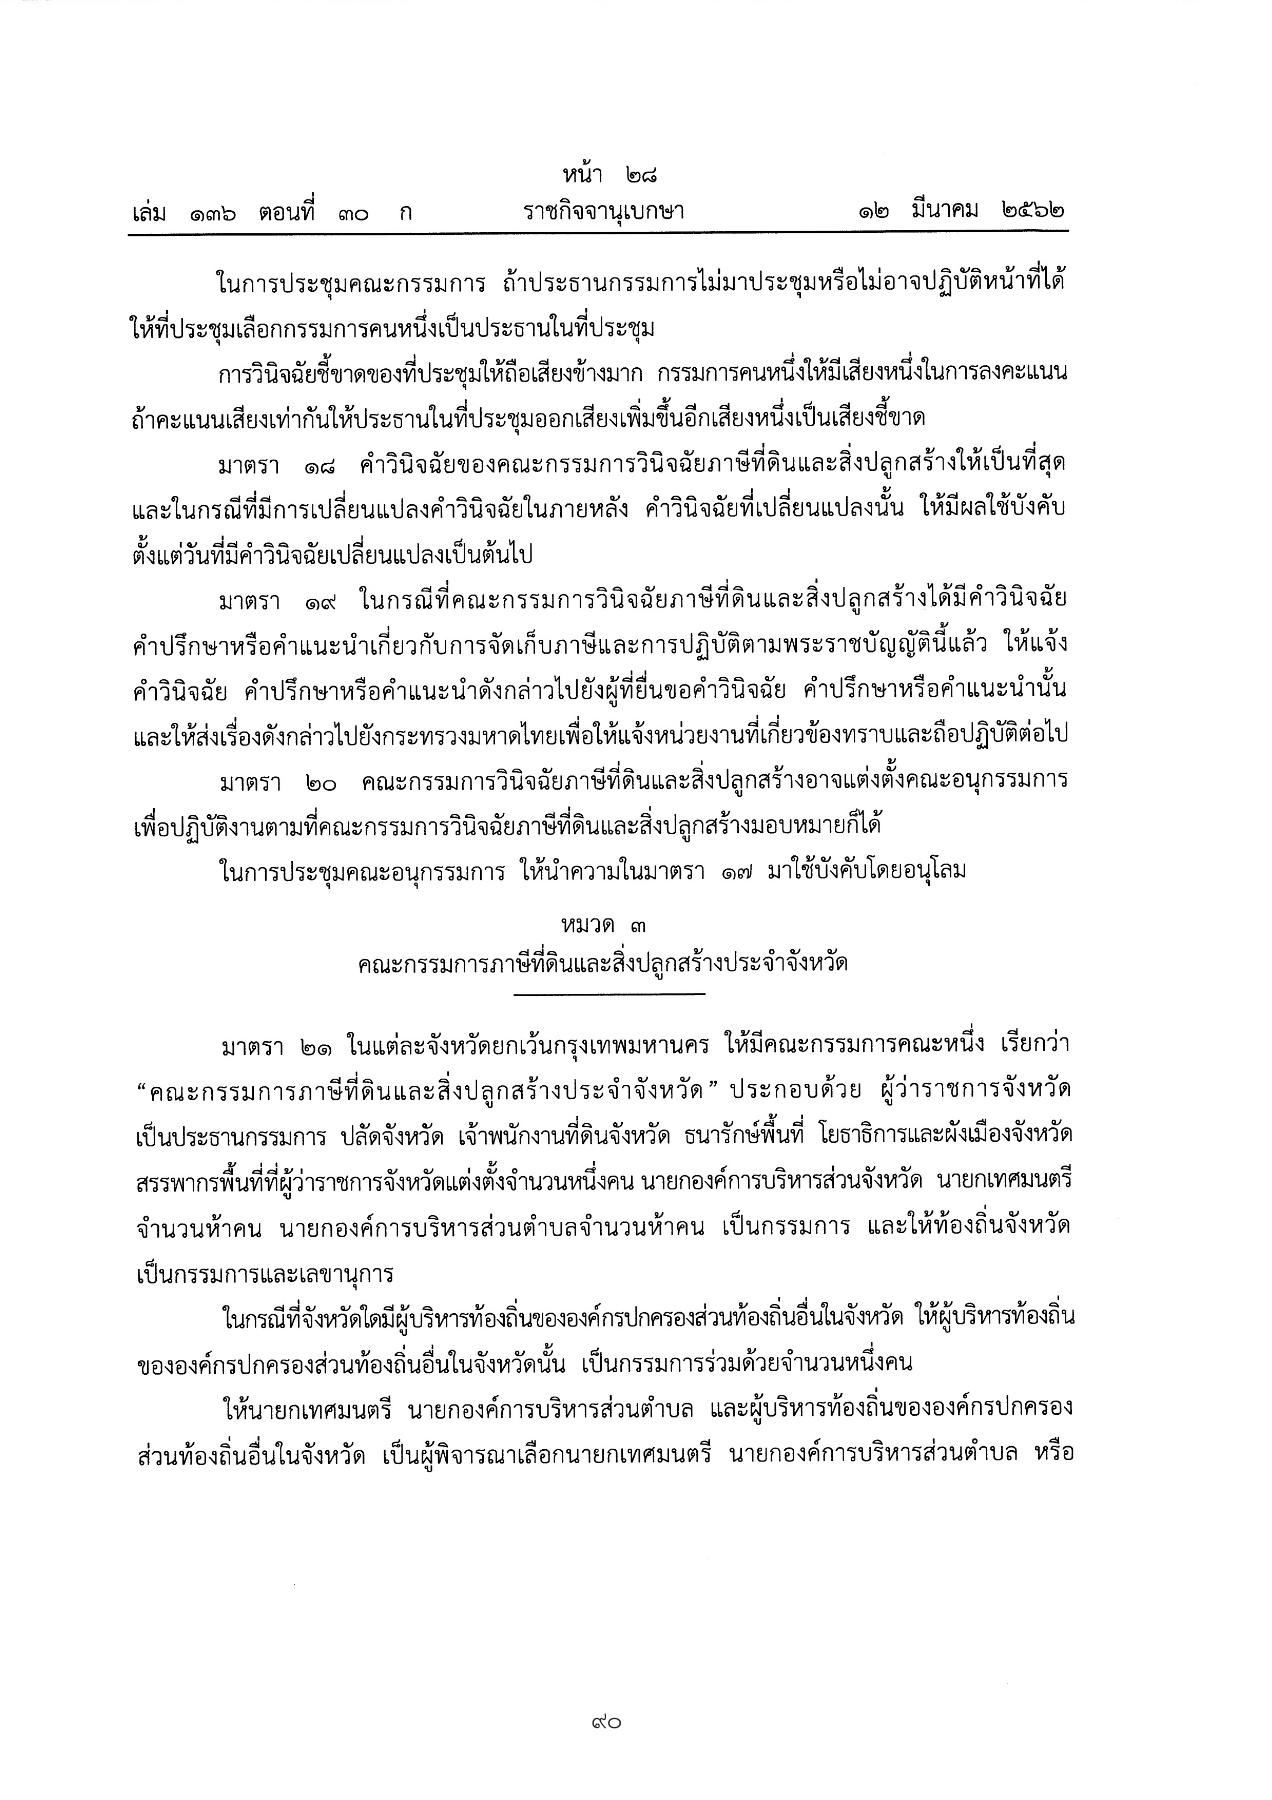 หน้า ๒๘
เล่ม ๑๓๖ ตอนที่ ๓๐ ก ราชกิจจานุเบกษา ๑๒ มีนาคม ๒๕๖๒
ในการประชุมคณะกรรมการ ถ้าประธานกรรมการไม่มาประชุมหรือไม่อาจปฏิบัติหน้าที่ได้
ให้ที่ประชุมเลือกกรรมการคนหนึ่งเป็นประธานในที่ประชุม
การวินิจฉัยชี้ขาดของที่ประชุมให้ถือเสียงข้างมาก กรรมการคนหนึ่งให้มีเสียงหนึ่งในการลงคะแนน
ถ้าคะแนนเสียงเท่ากันให้ประธานในที่ประชุมออกเสียงเพิ่มขึ้นอีกเสียงหนึ่งเป็นเสียงชี้ขาด
มาตรา ๑๘ คำวินิจฉัยของคณะกรรมการวินิจฉัยภาษีที่ดินและสิ่งปลูกสร้างให้เป็นที่สุด
และในกรณีที่มีการเปลี่ยนแปลงคำวินิจฉัยในภายหลัง คำวินิจฉัยที่เปลี่ยนแปลงนั้น ให้มีผลใช้บังคับ
ตั้งแต่วันที่มีคำวินิจฉัยเปลี่ยนแปลงเป็นต้นไป
มาตรา ๑๙ ในกรณีที่คณะกรรมการวินิจฉัยภาษีที่ดินและสิ่งปลูกสร้างได้มีคำวินิจฉัย
คำปรึกษาหรือคำแนะนำเกี่ยวกับการจัดเก็บภาษีและการปฏิบัติตามพระราชบัญญัตินี้แล้ว ให้แจ้ง
คำวินิจฉัย คำปรึกษาหรือคำแนะนำดังกล่าวไปยังผู้ที่ยื่นขอคำวินิจฉัย คำปรึกษาหรือคำแนะนำนั้น
และให้ส่งเรื่องดังกล่าวไปยังกระทรวงมหาดไทยเพื่อให้แจ้งหน่วยงานที่เกี่ยวข้องทราบและถือปฏิบัติต่อไป
มาตรา ๒๐ คณะกรรมการวินิจฉัยภาษีที่ดินและสิ่งปลูกสร้างอาจแต่งตั้งคณะอนุกรรมการ
เพื่อปฏิบัติงานตามที่คณะกรรมการวินิจฉัยภาษีที่ดินและสิ่งปลูกสร้างมอบหมายก็ได้
ในการประชุมคณะอนุกรรมการ ให้นำความในมาตรา ๑๗ มาใช้บังคับโดยอนุโลม
หมวด ๓
คณะกรรมการภาษีที่ดินและสิ่งปลูกสร้างประจำจังหวัด
มาตรา ๒๑ ในแต่ละจังหวัดยกเว้นกรุงเทพมหานคร ให้มีคณะกรรมการคณะหนึ่ง เรียกว่า
“คณะกรรมการภาษีที่ดินและสิ่งปลูกสร้างประจำจังหวัด” ประกอบด้วย ผู้ว่าราชการจังหวัด
เป็นประธานกรรมการ ปลัดจังหวัด เจ้าพนักงานที่ดินจังหวัด ธนารักษ์พื้นที่ โยธาธิการและผังเมืองจังหวัด
สรรพากรพื้นที่ที่ผู้ว่าราชการจังหวัดแต่งตั้งจำนวนหนึ่งคน นายกองค์การบริหารส่วนจังหวัด นายกเทศมนตรี
จำนวนห้าคน นายกองค์การบริหารส่วนตำบลจำนวนห้าคน เป็นกรรมการ และให้ท้องถิ่นจังหวัด
เป็นกรรมการและเลขานุการ
ในกรณีที่จังหวัดใดมีผู้บริหารท้องถิ่นขององค์กรปกครองส่วนท้องถิ่นอื่นในจังหวัด ให้ผู้บริหารท้องถิ่น
ขององค์กรปกครองส่วนท้องถิ่นอื่นในจังหวัดนั้น เป็นกรรมการร่วมด้วยจำนวนหนึ่งคน
ให้นายกเทศมนตรี นายกองค์การบริหารส่วนตำบล และผู้บริหารท้องถิ่นขององค์กรปกครอง
ส่วนท้องถิ่นอื่นในจังหวัด เป็นผู้พิจารณาเลือกนายกเทศมนตรี นายกองค์การบริหารส่วนตำบล หรือ
๙๐